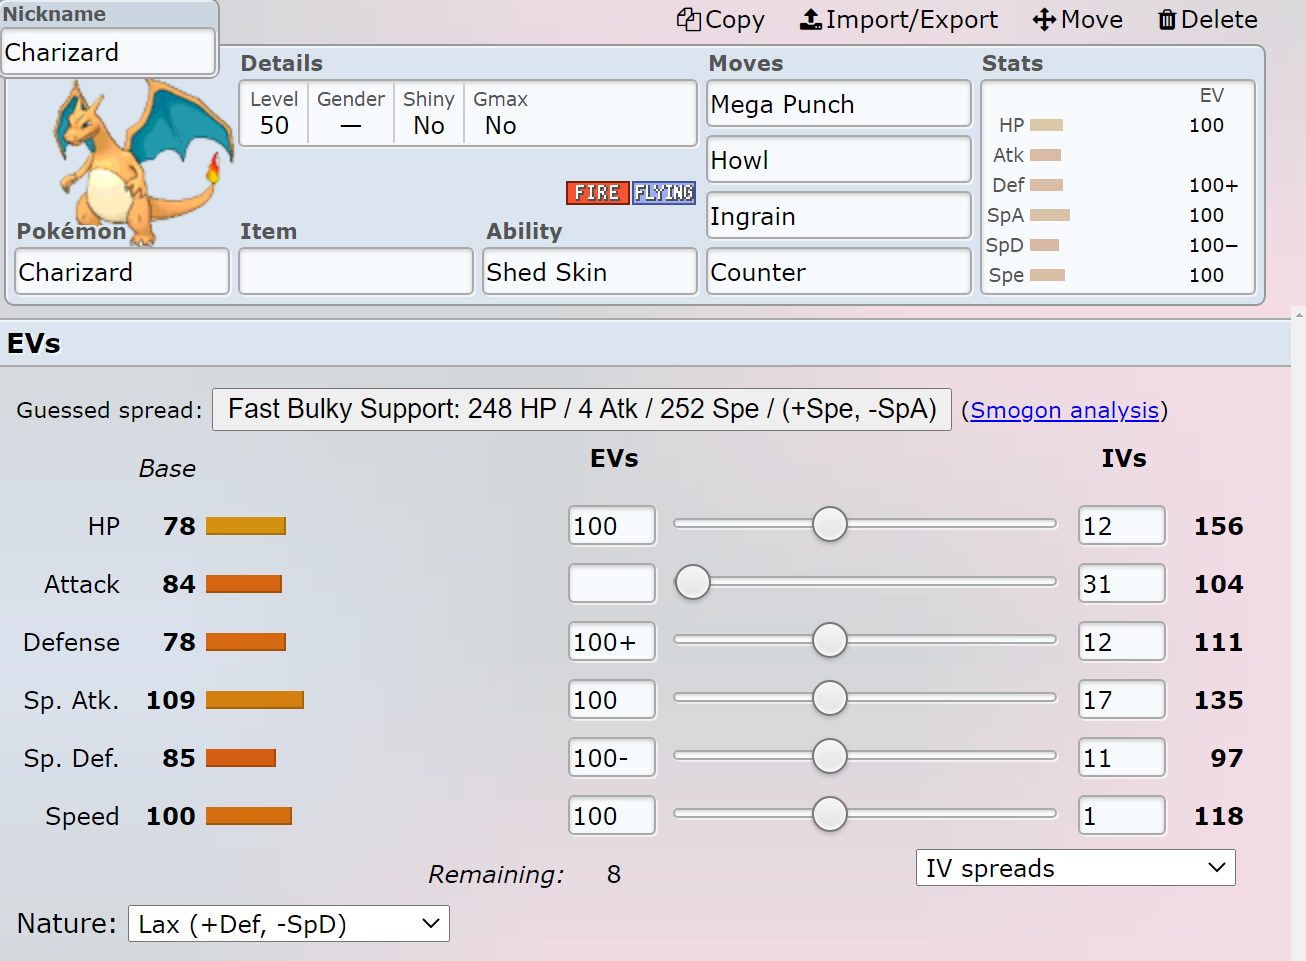 Nickname
Charizard
Copy Import/Export Move Delete
Details
Level Gender Shiny Gmax
50 — No No
FIRE FLYING
Pokémon Item Ability
Charizard Shed Skin
Moves
Mega Punch
Howl
Ingrain
Counter
Stats
EV
HP 100
Atk
Def 100+
SpA 100
SpD 100−
Spe 100
EVs
Guessed spread: Fast Bulky Support: 248 HP / 4 Atk / 252 Spe / (+Spe, -SpA) (Smogon analysis)
Base EVs IVs
HP 78 100 12 156
Attack 84 31 104
Defense 78 100+ 12 111
Sp. Atk. 109 100 17 135
Sp. Def. 85 100- 11 97
Speed 100 100 1 118
Remaining: 8 IV spreads
Nature: Lax (+Def, -SpD)